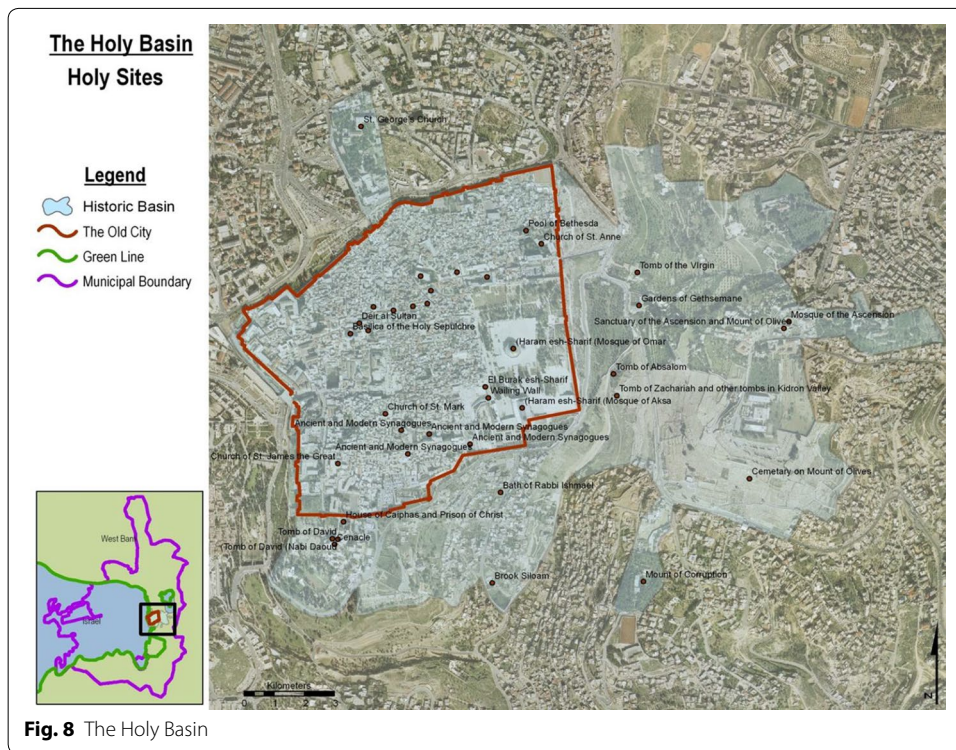 The Holy Basin
Holy Sites
Legend
Historic Basin
The Old City
Green Line
Municipal Boundary
St. George's Church
Pool of Bethesda
Church of St. Anne
Tomb of the Virgin
Gardens of Gethsemane
Mosque of the Ascension
Sanctuary of the Ascension and Mount of Olives
Deir al Sultan
Basilica of the Holy Sepulchre
(Haram esh-Sharif (Mosque of Omar
Tomb of Absalom
El Burak esh-Sharif
Tomb of Zachariah and other tombs in Kidron Valley
Wailing Wall
(Haram esh-Sharif (Mosque of Aksa
Church of St. Mark
Ancient and Modern Synagogues
Ancient and Modern Synagogues
Ancient and Modern Synagogues
Ancient and Modern Synagogues
Church of St. James the Great
Cemetary on Mount of Olives
Bath of Rabbi Ishmael
House of Caiphas and Prison of Christ
Tomb of David
Cenacle
(Tomb of David (Nabi Daoud
Brook Siloam
Mount of Corruption
West Bank
Israel
Kilometers
0 1 2 3
N
Fig. 8 The Holy Basin